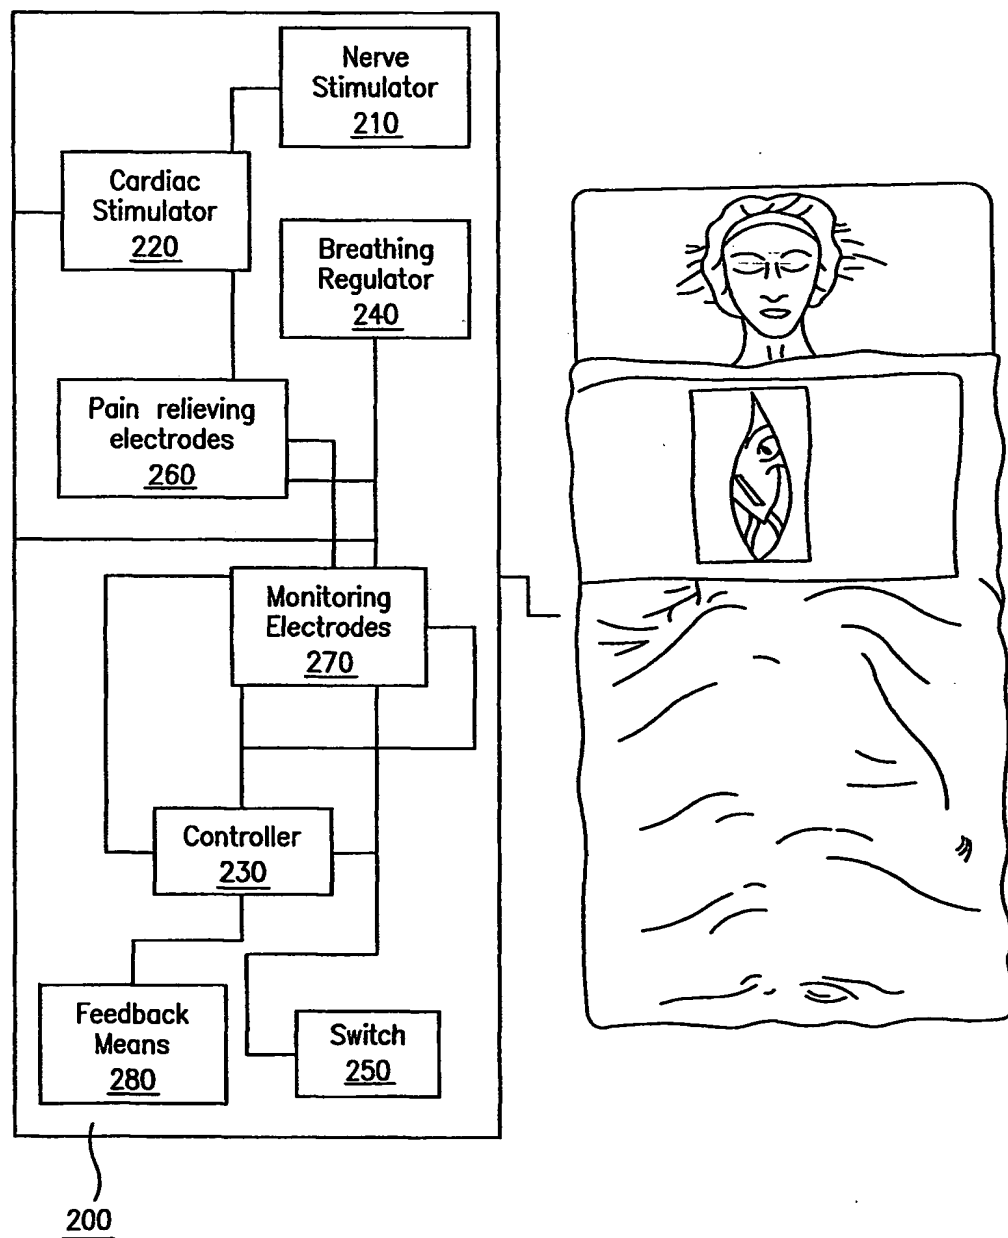 Nerve
Stimulator
210
Cardiac
Stimulator
220
Breathing
Regulator
240
Pain relieving
electrodes
260
Monitoring
Electrodes
270
Controller
230
Feedback
Means
280
Switch
250
200